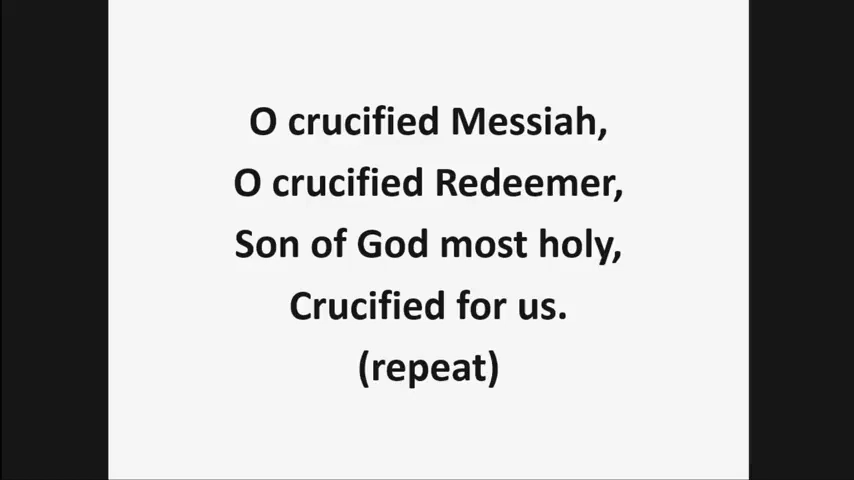 O crucified Messiah,
O crucified Redeemer,
Son of God most holy,
Crucified for us.
(repeat)